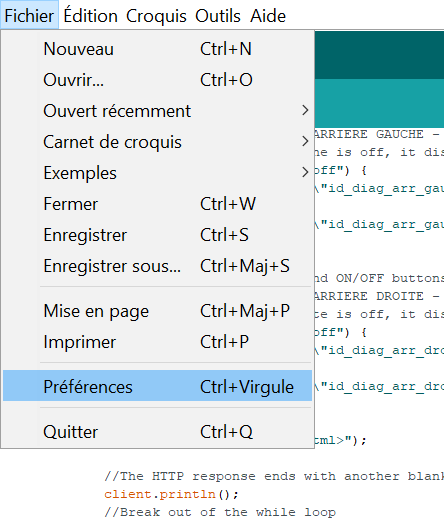 Fichier Édition Croquis Outils Aide
Nouveau Ctrl+N
Ouvrir... Ctrl+O
Ouvert récemment
ARRIERE GAUCHE -
Carnet de croquis
is off, it dis
Exemples
off") {
\"id_diag_arr_gau
Fermer Ctrl+W
\"id_diag_arr_gau
Enregistrer Ctrl+S
Enregistrer sous... Ctrl+Maj+S
ON/OFF buttons
ARRIERE DROITE -
Mise en page Ctrl+Maj+P
is off, it dis
off") {
Imprimer Ctrl+P
\"id_diag_arr_dro
Préférences Ctrl+Virgule
\"id_diag_arr_dro
Quitter Ctrl+Q
tml>");
//The HTTP response ends with another blank
client.println();
//Break out of the while loop